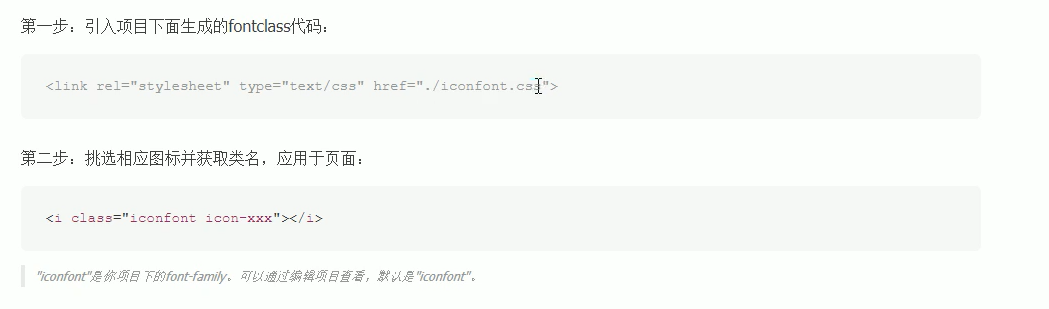 第一步：引入项目下面生成的fontclass代码：
<link rel="stylesheet" type="text/css" href="./iconfont.css">
第二步：挑选相应图标并获取类名，应用于页面：
<i class="iconfont icon-xxx"></i>
"iconfont"是你项目下的font-family。可以通过编辑项目查看，默认是"iconfont"。